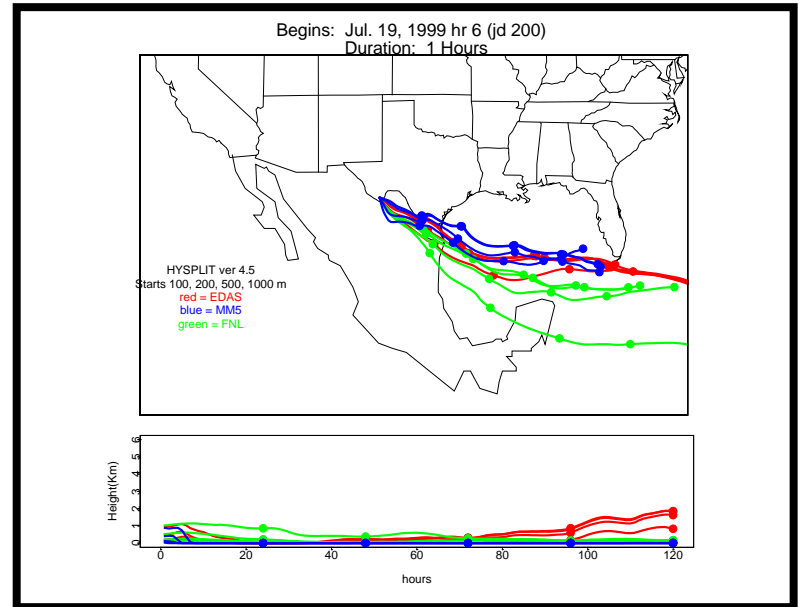 Begins: Jul. 19, 1999 hr 6 (jd 200)
Duration: 1 Hours
HYSPLIT ver 4.5
Starts 100, 200, 500, 1000 m
red = EDAS
blue = MM5
green = FNL
Height(Km)
0 1 2 3 4 5 6
0 20 40 60 80 100 120
hours